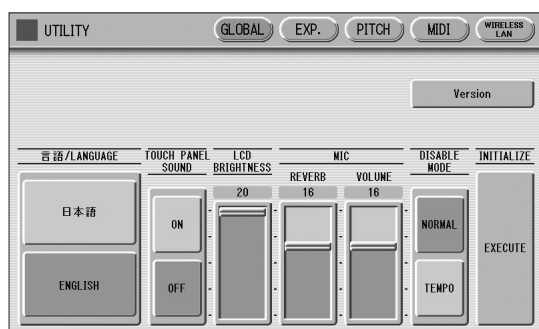 UTILITY
GLOBAL
EXP.
PITCH
MIDI
WIRELESS
LAN
Version
言語/LANGUAGE
TOUCH PANEL
SOUND
LCD
BRIGHTNESS
MIC
DISABLE
MODE
INITIALIZE
REVERB
VOLUME
20
16
16
日本語
ON
NORMAL
EXECUTE
ENGLISH
OFF
TEMPO